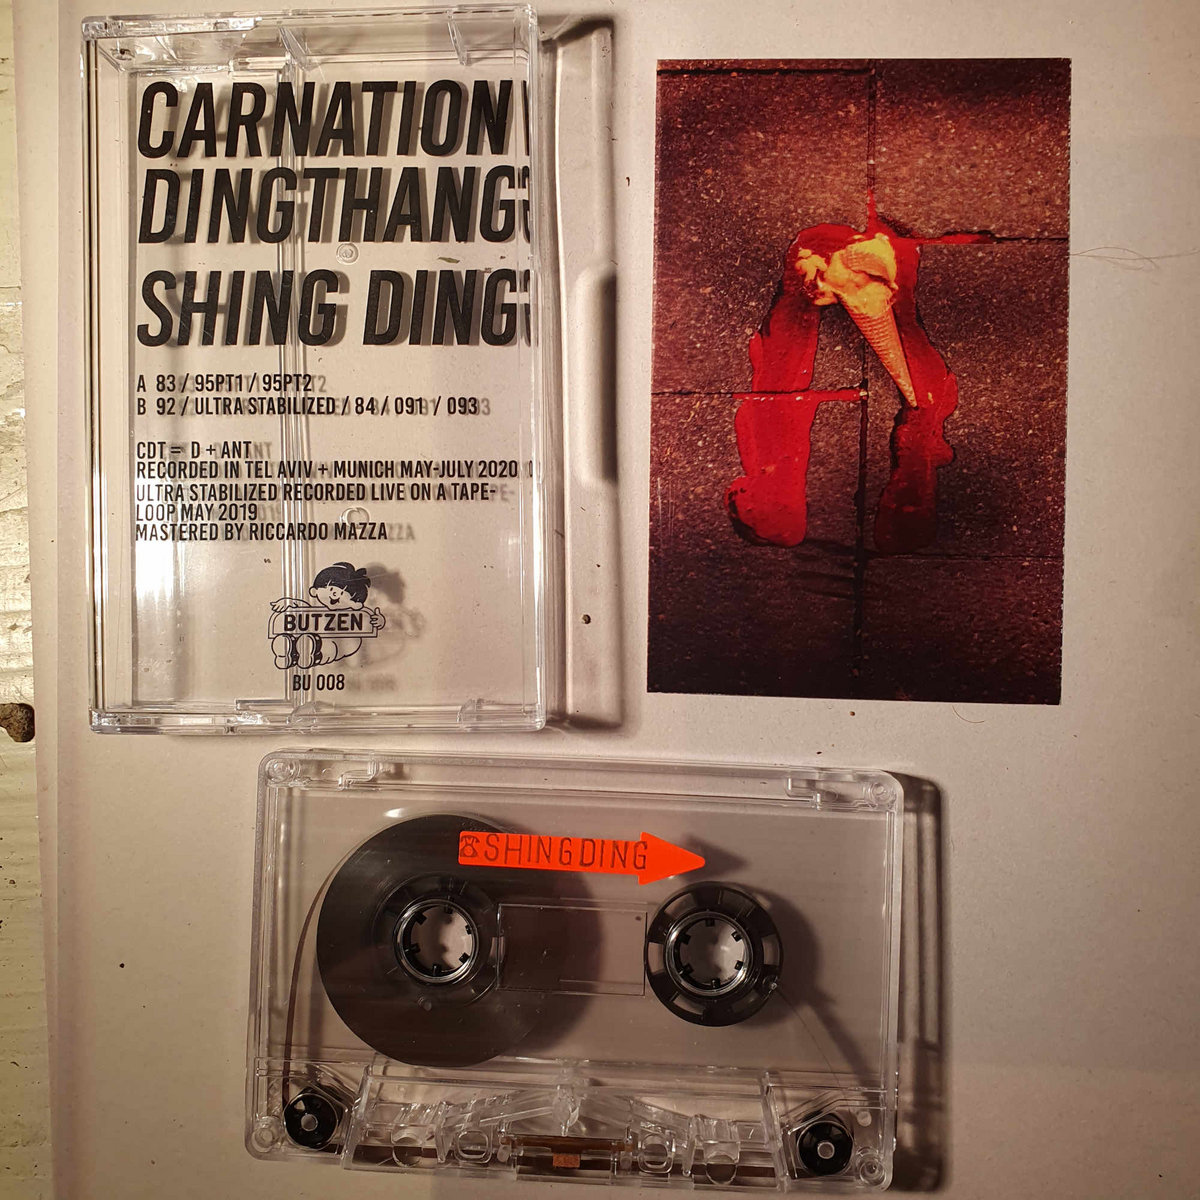 CARNATION
DINGTHANG
SHING DING
A 83 / 95PT1 / 95PT2
B 92 / ULTRA STABILIZED / 84 / 091 / 093
CDT = D + ANT
RECORDED IN TEL AVIV + MUNICH MAY-JULY 2020
ULTRA STABILIZED RECORDED LIVE ON A TAPE-
LOOP MAY 2019
MASTERED BY RICCARDO MAZZA
BUTZEN
BU 008
☎SHINGDING